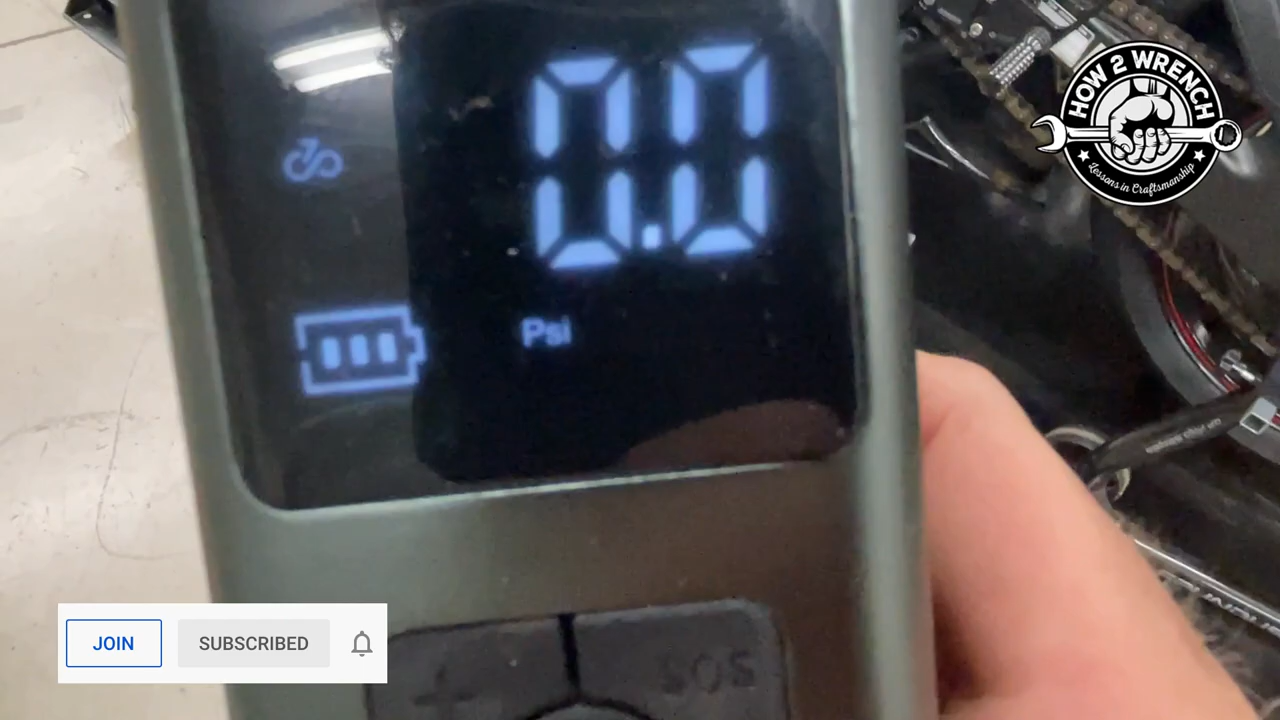 0.0
Psi
SOS
HOW 2 WRENCH
Lessons in Craftsmanship
JOIN
SUBSCRIBED